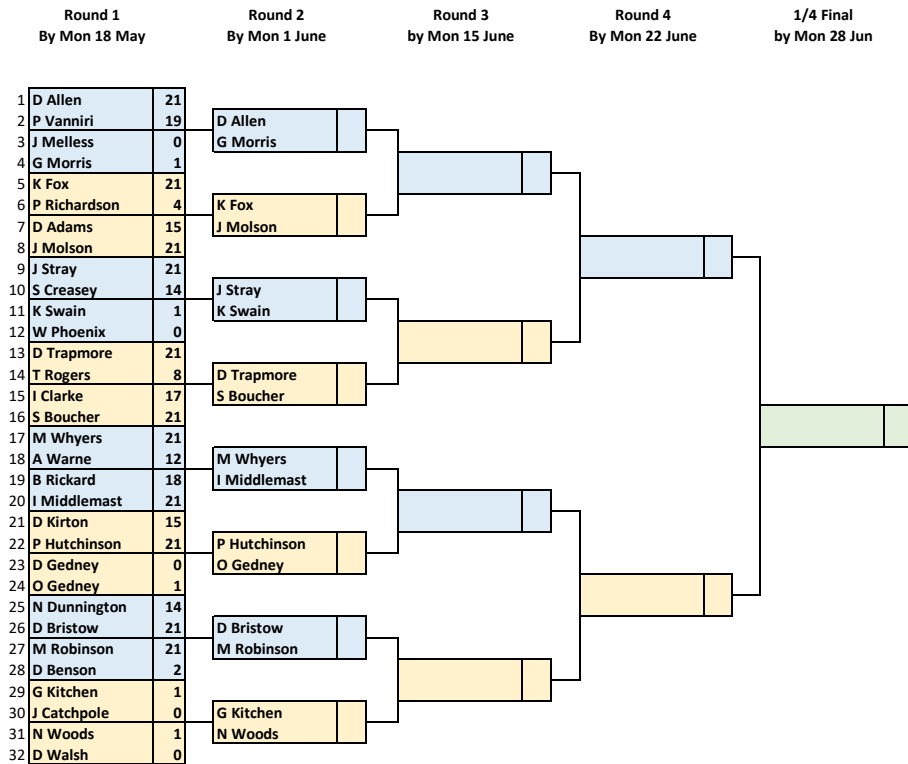 Round 1 Round 2 Round 3 Round 4 1/4 Final
By Mon 18 May By Mon 1 June by Mon 15 June By Mon 22 June by Mon 28 Jun
1 D Allen 21
2 P Vanniri 19
3 J Melless 0
4 G Morris 1
5 K Fox 21
6 P Richardson 4
7 D Adams 15
8 J Molson 21
9 J Stray 21
10 S Creasey 14
11 K Swain 1
12 W Phoenix 0
13 D Trapmore 21
14 T Rogers 8
15 I Clarke 17
16 S Boucher 21
17 M Whyers 21
18 A Warne 12
19 B Rickard 18
20 I Middlemast 21
21 D Kirton 15
22 P Hutchinson 21
23 D Gedney 0
24 O Gedney 1
25 N Dunnington 14
26 D Bristow 21
27 M Robinson 21
28 D Benson 2
29 G Kitchen 1
30 J Catchpole 0
31 N Woods 1
32 D Walsh 0
D Allen
G Morris
K Fox
J Molson
J Stray
K Swain
D Trapmore
S Boucher
M Whyers
I Middlemast
P Hutchinson
O Gedney
D Bristow
M Robinson
G Kitchen
N Woods